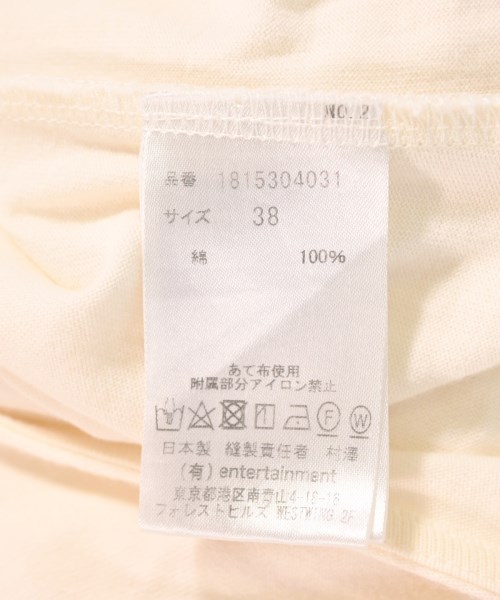 NO. 2
品番 1815304031
サイズ 38
綿 100%
あて布使用
附属部分アイロン禁止
F W
日本製 縫製責任者 村澤
(有) entertainment
東京都港区南青山4-18-16
フォレストヒルズ WESTWING 2F